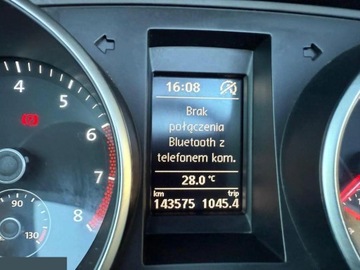 16:08
Brak
połączenia
Bluetooth z
telefonem kom.
28.0 °C
km trip
143575 1045.4
4
5
6
7
8
90
130